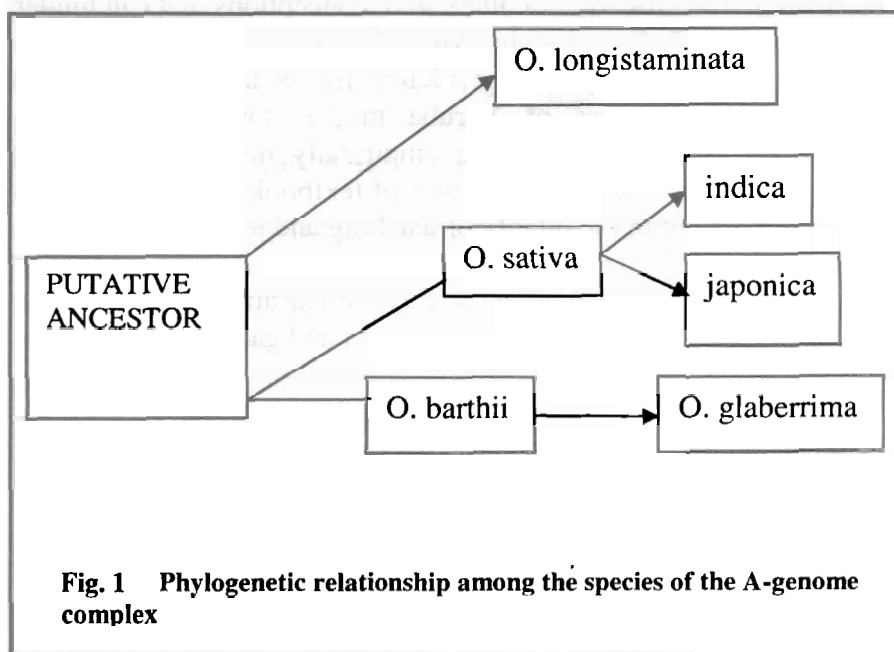 O. longistaminata
indica
O. sativa
japonica
PUTATIVE
ANCESTOR
O. barthii
O. glaberrima
Fig. 1 Phylogenetic relationship among the species of the A-genome
complex